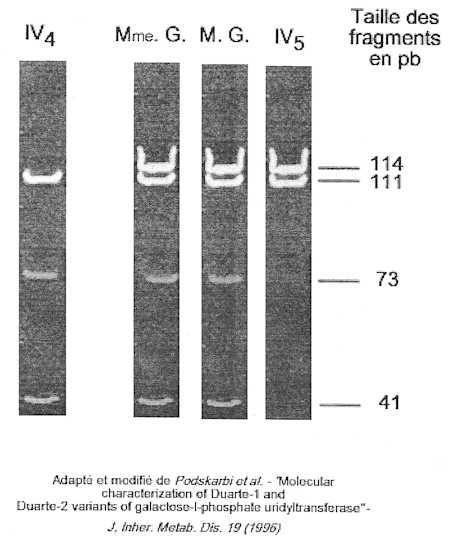 IV4 Mme. G. M. G. IV5
Taille des
fragments
en pb
114
111
73
41
Adapté et modifié de Podskarbi et al. - "Molecular
characterization of Duarte-1 and
Duarte-2 variants of galactose-l-phosphate uridyltransferase"-
J, Inher. Metab. Dis. 19 (1996)